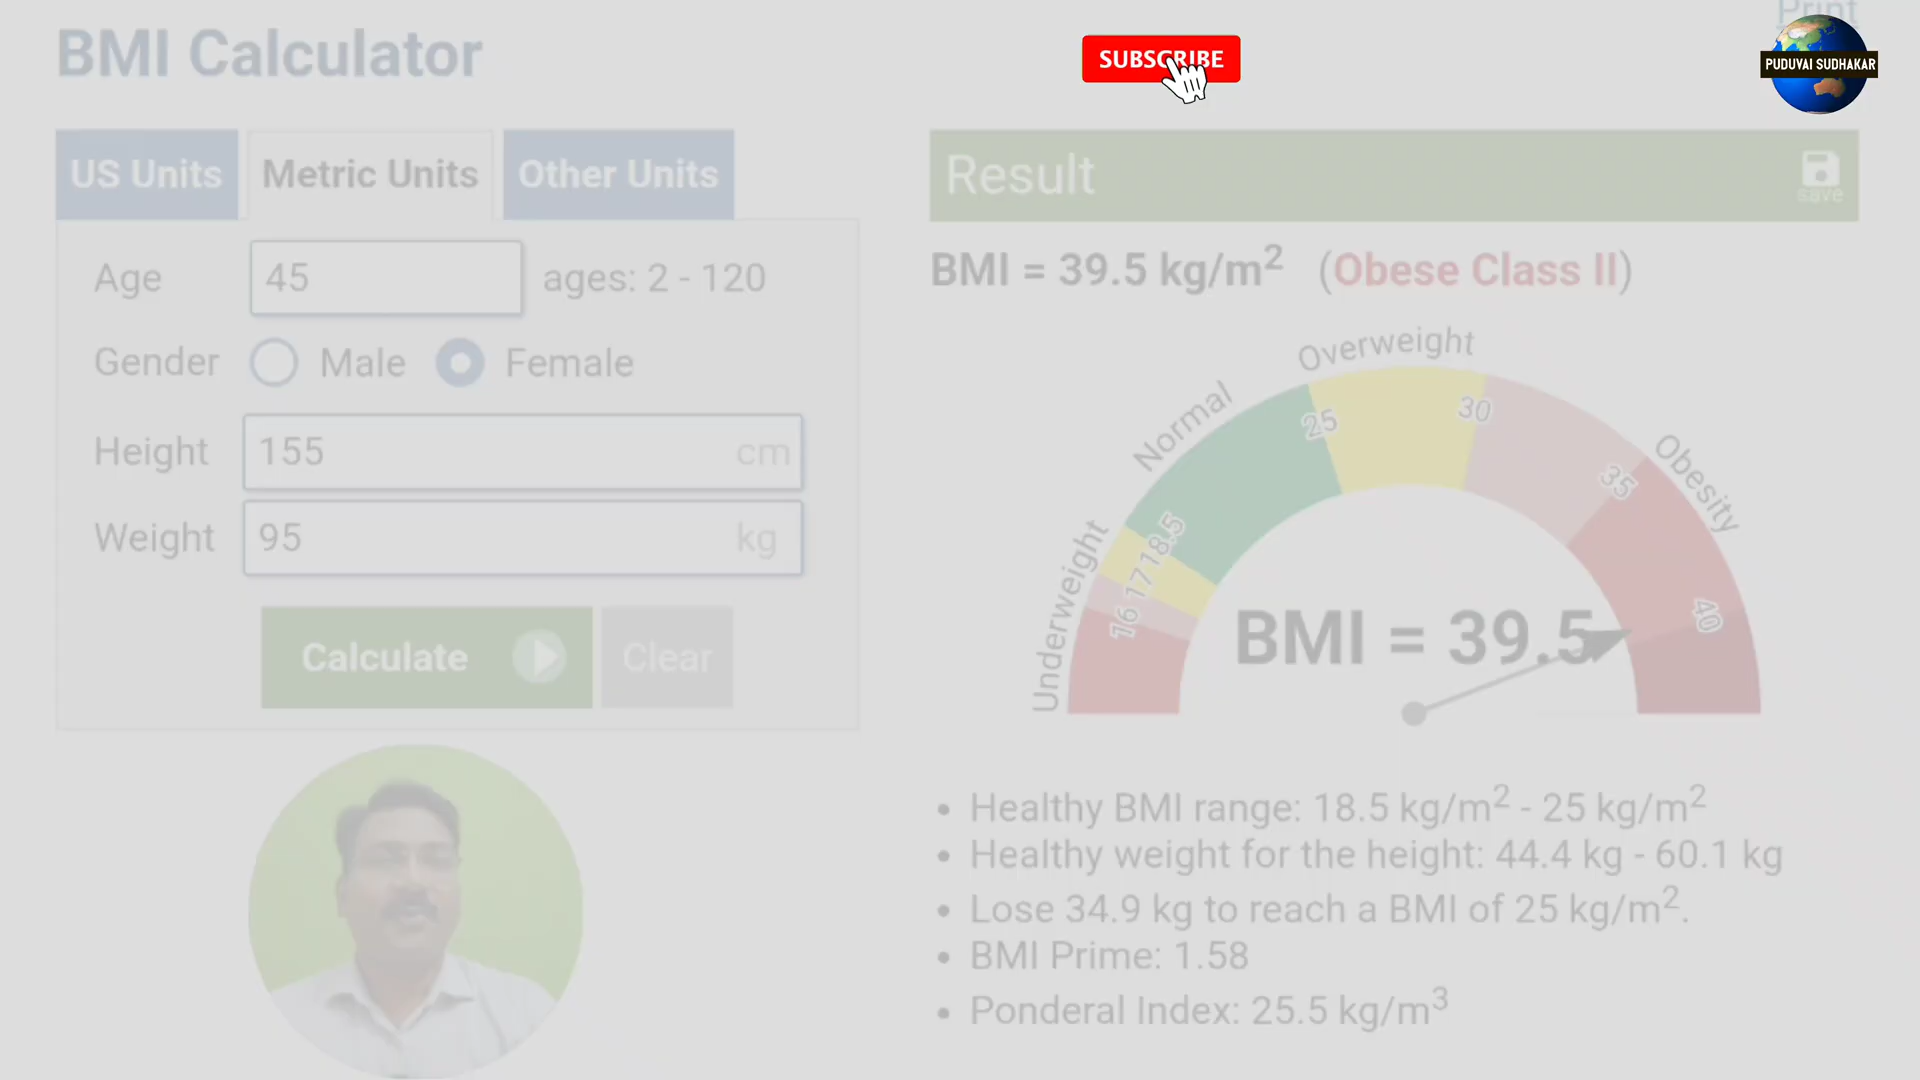 Print
BMI Calculator
SUBSCRIBE
PUDUVAI SUDHAKAR
US Units
Metric Units
Other Units
Age
45
ages: 2 - 120
Gender
Male
Female
Height
155
cm
Weight
95
kg
Calculate
Clear
Result
save
BMI = 39.5 kg/m² (Obese Class II)
Underweight
Normal
Overweight
Obesity
16
17
18.5
25
30
35
40
BMI = 39.5
• Healthy BMI range: 18.5 kg/m² - 25 kg/m²
• Healthy weight for the height: 44.4 kg - 60.1 kg
• Lose 34.9 kg to reach a BMI of 25 kg/m².
• BMI Prime: 1.58
• Ponderal Index: 25.5 kg/m³